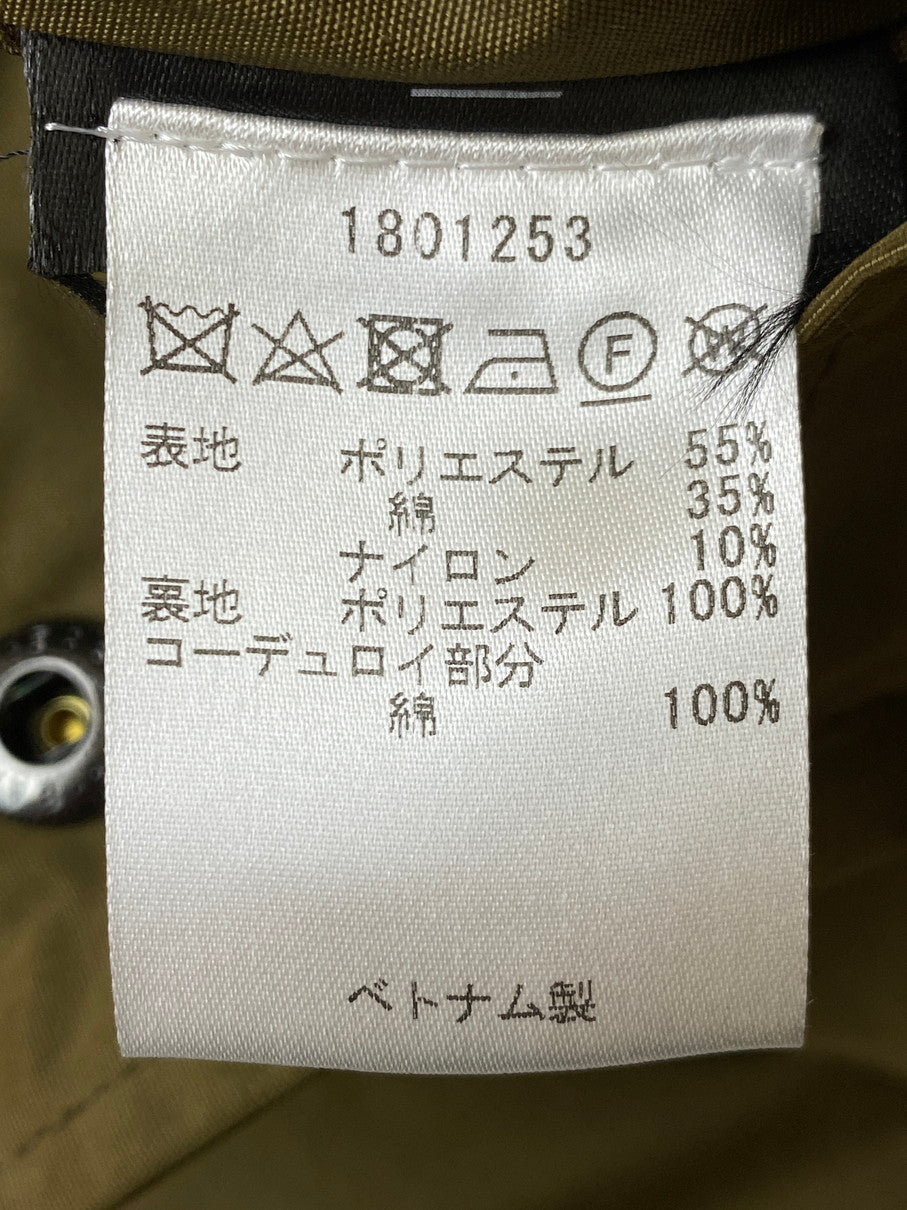 1801253
F W
表地 ポリエステル 55%
綿 35%
ナイロン 10%
裏地 ポリエステル 100%
コーデュロイ部分
綿 100%
ベトナム製